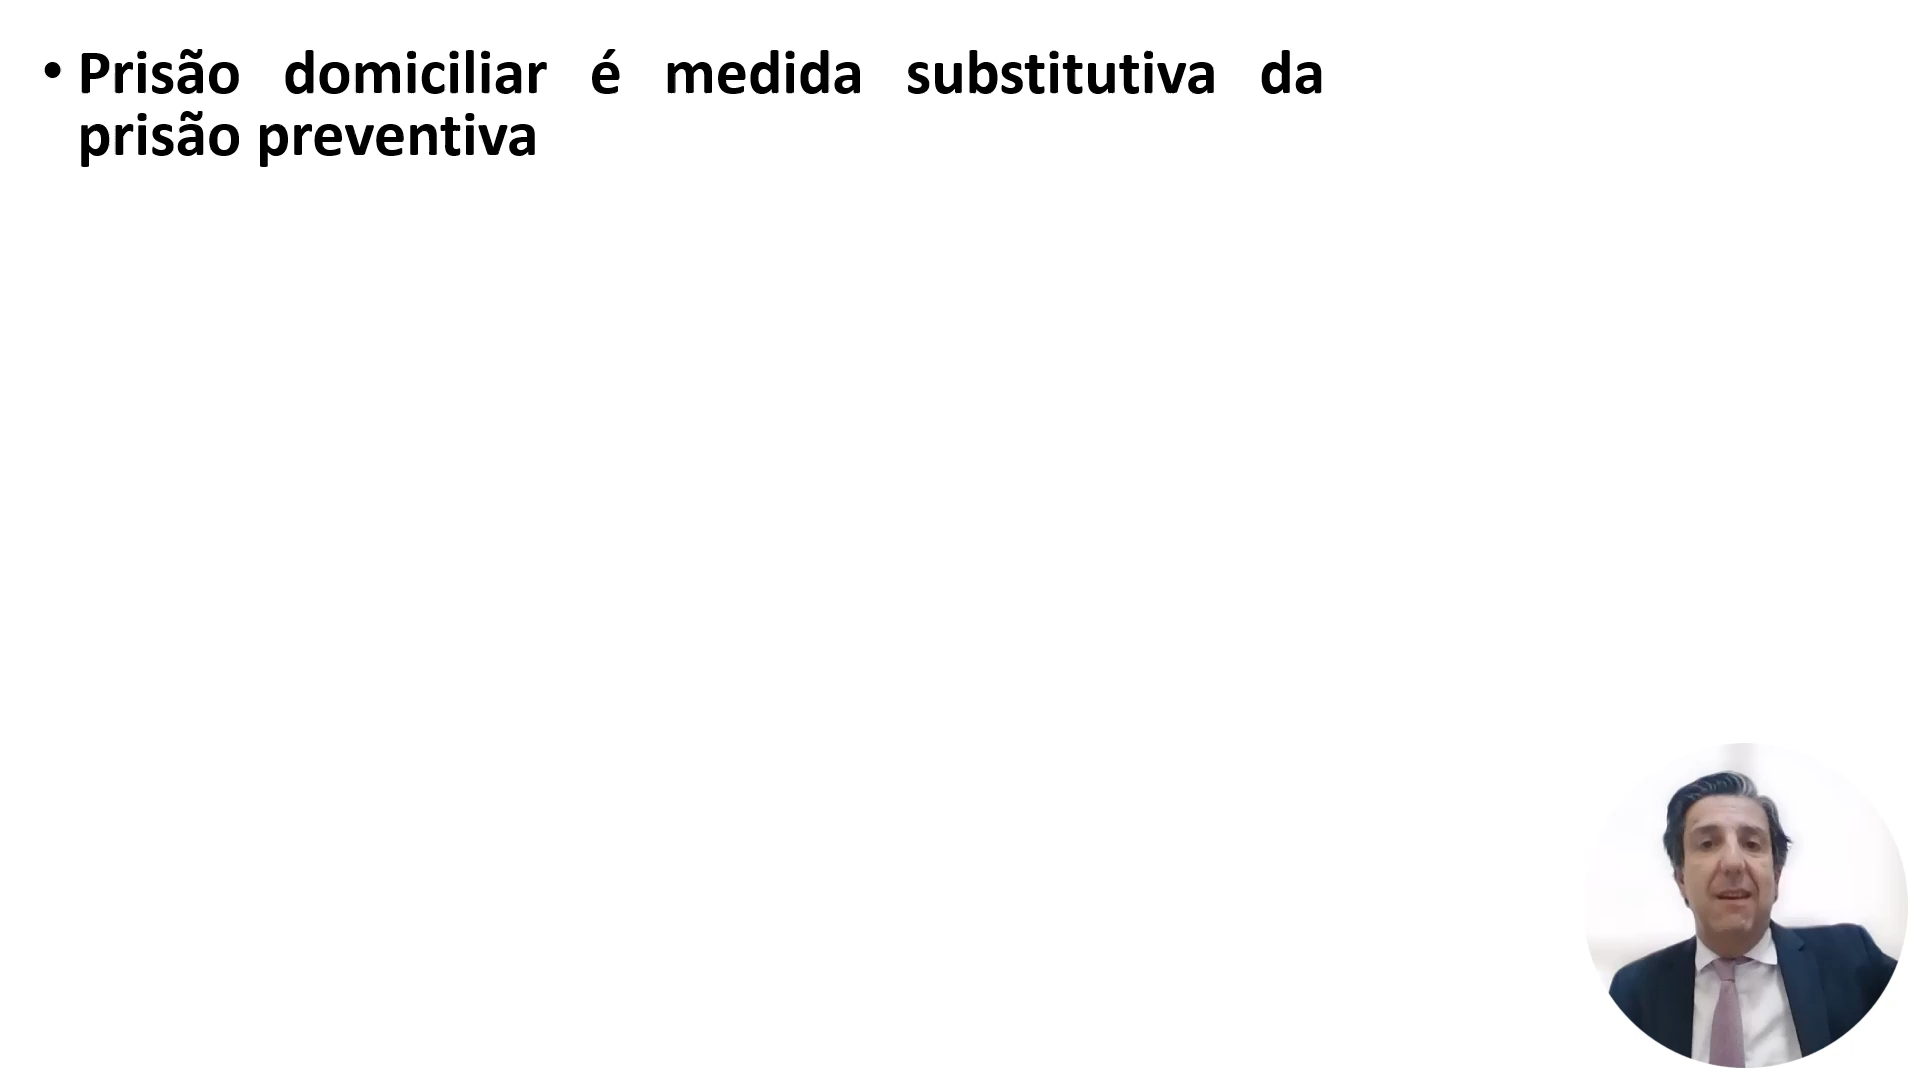 • Prisão domiciliar é medida substitutiva da
prisão preventiva